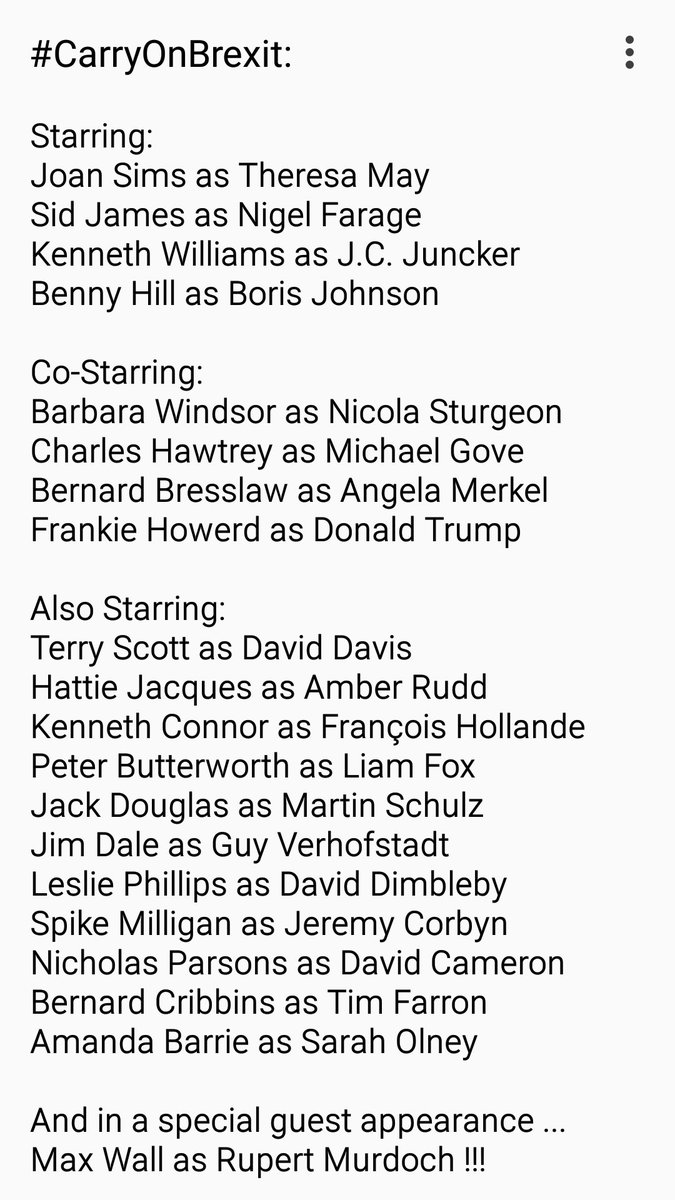 #CarryOnBrexit:
Starring:
Joan Sims as Theresa May
Sid James as Nigel Farage
Kenneth Williams as J.C. Juncker
Benny Hill as Boris Johnson
Co-Starring:
Barbara Windsor as Nicola Sturgeon
Charles Hawtrey as Michael Gove
Bernard Bresslaw as Angela Merkel
Frankie Howerd as Donald Trump
Also Starring:
Terry Scott as David Davis
Hattie Jacques as Amber Rudd
Kenneth Connor as François Hollande
Peter Butterworth as Liam Fox
Jack Douglas as Martin Schulz
Jim Dale as Guy Verhofstadt
Leslie Phillips as David Dimbleby
Spike Milligan as Jeremy Corbyn
Nicholas Parsons as David Cameron
Bernard Cribbins as Tim Farron
Amanda Barrie as Sarah Olney
And in a special guest appearance ...
Max Wall as Rupert Murdoch !!!